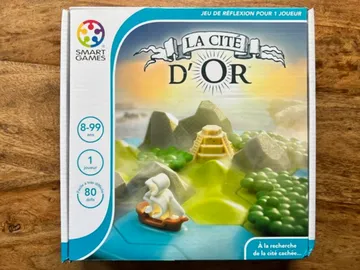 JEU DE RÉFLEXION POUR 1 JOUEUR
SMART
GAMES
LA CITÉ
D'OR
8-99
ans
1
joueur
80
défis
À la recherche
de la cité cachée...